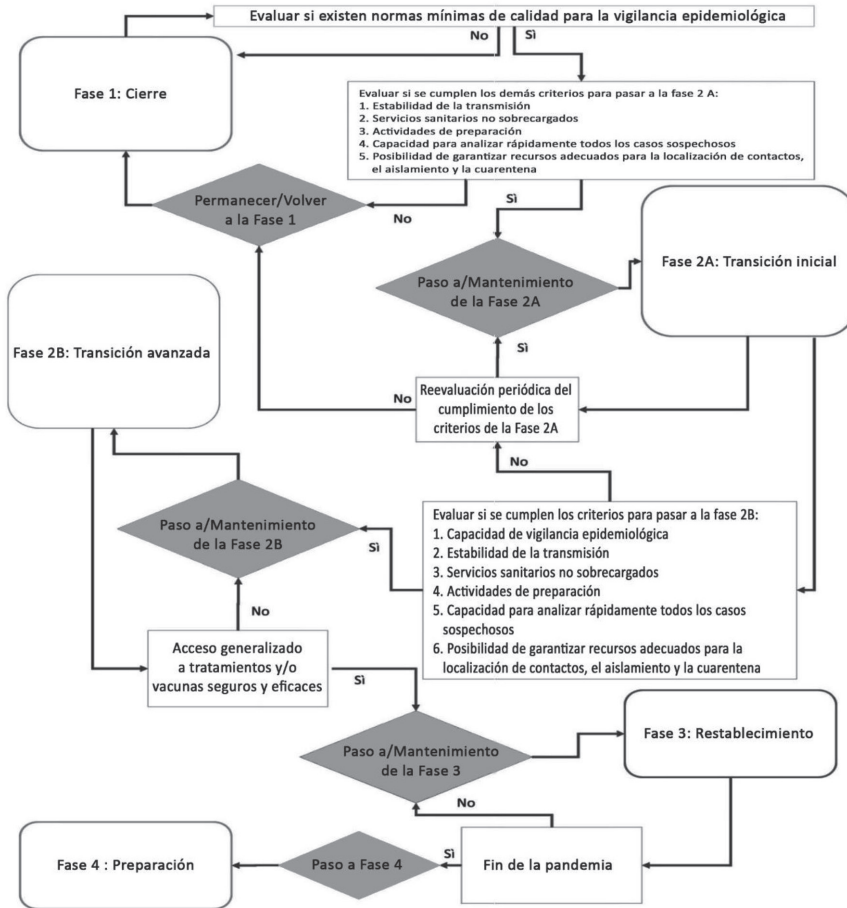 Evaluar si existen normas mínimas de calidad para la vigilancia epidemiológica
No
Sì
Fase 1: Cierre
Evaluar si se cumplen los demás criterios para pasar a la fase 2 A:
1. Estabilidad de la transmisión
2. Servicios sanitarios no sobrecargados
3. Actividades de preparación
4. Capacidad para analizar rápidamente todos los casos sospechosos
5. Posibilidad de garantizar recursos adecuados para la localización de contactos,
el aislamiento y la cuarentena
Permanecer/Volver
a la Fase 1
No
Sì
Paso a/Mantenimiento
de la Fase 2A
Fase 2A: Transición inicial
Fase 2B: Transición avanzada
Sì
No
Reevaluación periódica del
cumplimiento de los
criterios de la Fase 2A
No
Paso a/Mantenimiento
de la Fase 2B
Sì
Evaluar si se cumplen los criterios para pasar a la fase 2B:
1. Capacidad de vigilancia epidemiológica
2. Estabilidad de la transmisión
3. Servicios sanitarios no sobrecargados
4. Actividades de preparación
5. Capacidad para analizar rápidamente todos los casos
sospechosos
6. Posibilidad de garantizar recursos adecuados para la
localización de contactos, el aislamiento y la cuarentena
No
Acceso generalizado
a tratamientos y/o
vacunas seguros y eficaces
Sì
Paso a/Mantenimiento
de la Fase 3
Fase 3: Restablecimiento
No
Fase 4 : Preparación
Paso a Fase 4
Sì
Fin de la pandemia